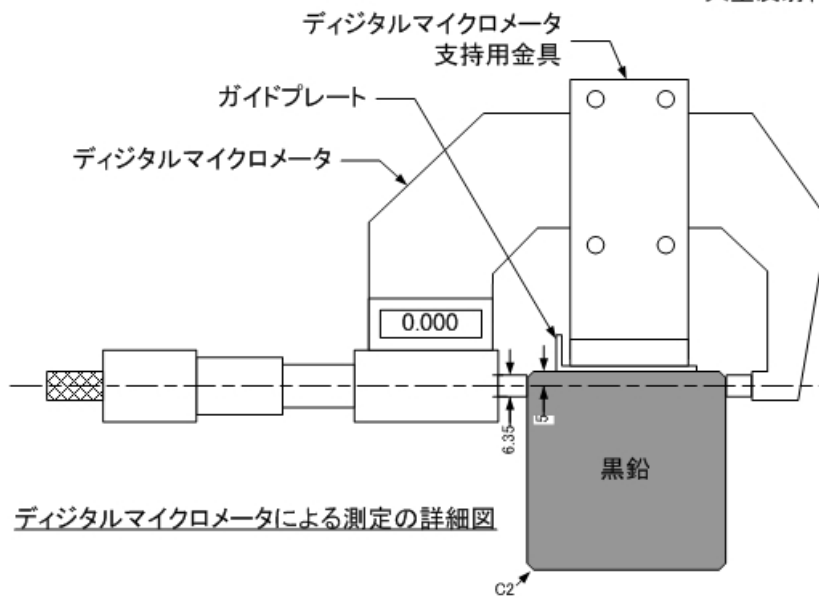 ディジタルマイクロメータ
支持用金具
ガイドプレート
ディジタルマイクロメータ
0.000
6.35
5
黒鉛
ディジタルマイクロメータによる測定の詳細図
C2